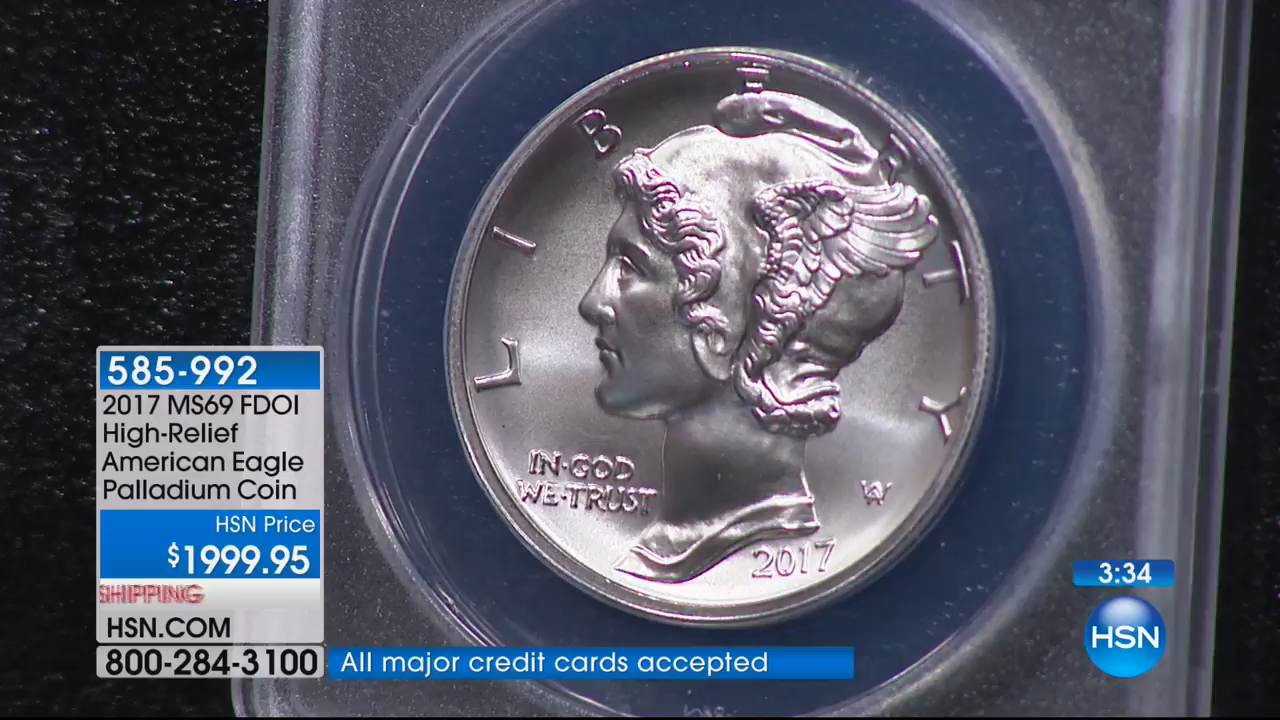 LIBERTY
IN·GOD
WE·TRUST
W
2017
585-992
2017 MS69 FDOI
High-Relief
American Eagle
Palladium Coin
HSN Price
$1999.95
SHIPPING
HSN.COM
800-284-3100
All major credit cards accepted
3:34
HSN